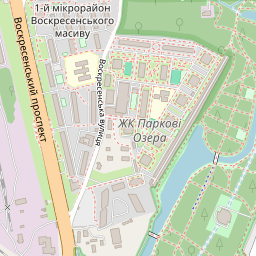 1-й мікрорайон
Воскресенського
масиву
Воскресенський проспект
Воскресенська вулиця
ЖК Паркові
Озера